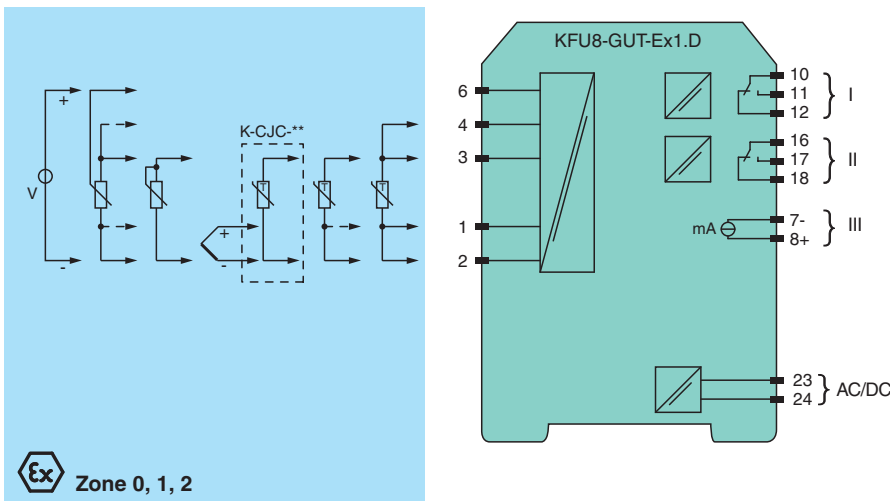 KFU8-GUT-Ex1.D
K-CJC-**
+
V
-
+
-
T
T
T
6
4
3
1
2
10
11
12
I
16
17
18
II
mA
7-
8+
III
23
24
AC/DC
Ex
Zone 0, 1, 2